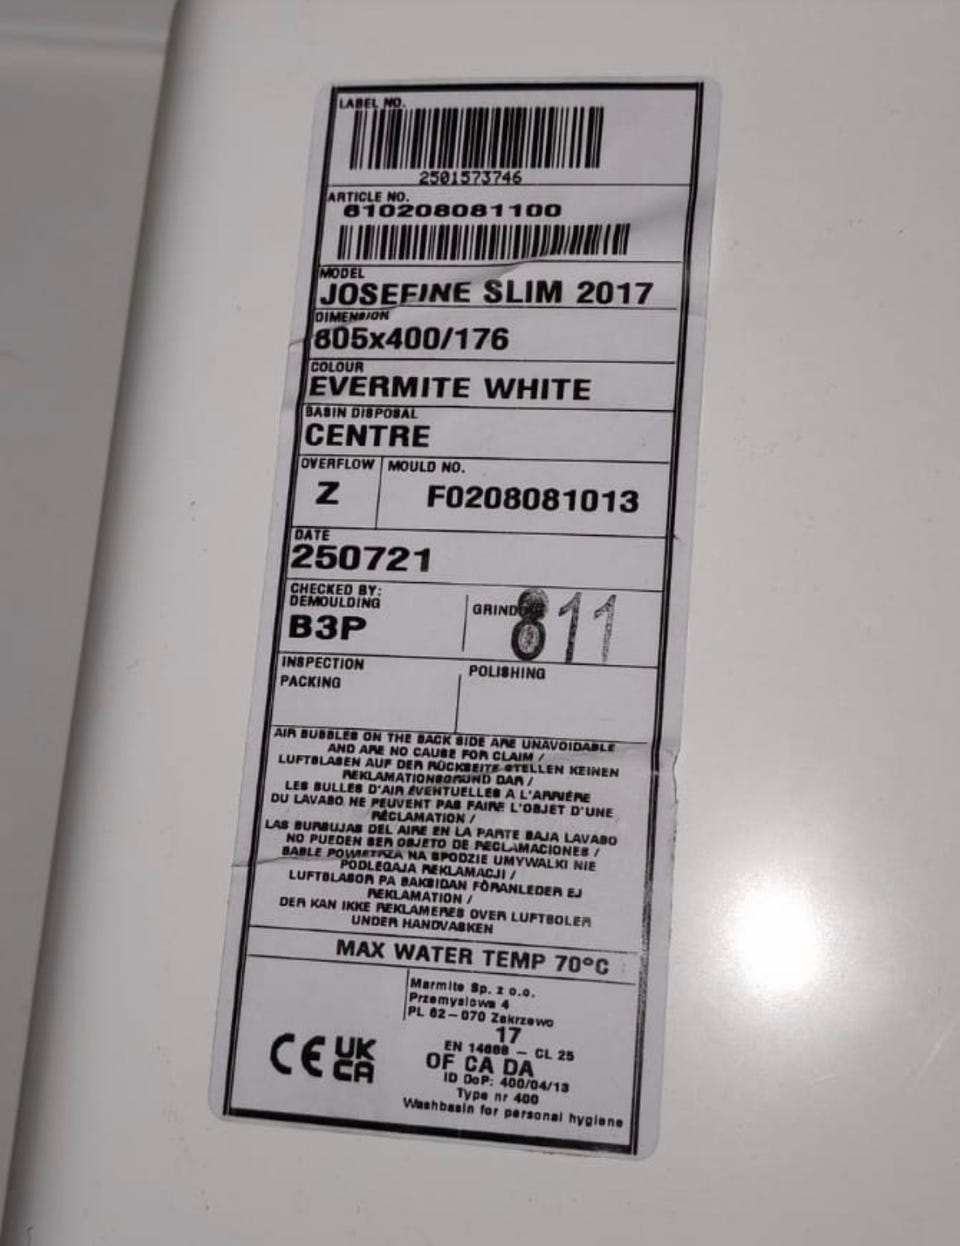 LABEL NO.
2501573746
ARTICLE NO.
610208081100
MODEL
JOSEFINE SLIM 2017
DIMENSION
805x400/176
COLOUR
EVERMITE WHITE
BASIN DISPOSAL
CENTRE
OVERFLOW MOULD NO.
Z F0208081013
DATE
250721
CHECKED BY:
DEMOULDING
B3P
GRINDING 811
INSPECTION
PACKING
POLISHING
AIR BUBBLES ON THE BACK SIDE ARE UNAVOIDABLE
AND ARE NO CAUSE FOR CLAIM /
LUFTBLASEN AUF DER RÜCKSEITE STELLEN KEINEN
REKLAMATIONSGRUND DAR /
LES BULLES D'AIR ÉVENTUELLES A L'ARRIÈRE
DU LAVABO NE PEUVENT PAS FAIRE L'OBJET D'UNE
RÉCLAMATION /
LAS BURBUJAS DEL AIRE EN LA PARTE BAJA LAVABO
NO PUEDEN SER OBJETO DE RECLAMACIONES /
BABLE POWIETRZA NA SPODZIE UMYWALKI NIE
PODLEGAJA REKLAMACJI /
LUFTBLASOR PA BAKSIDAN FÖRANLEDER EJ
REKLAMATION /
DER KAN IKKE REKLAMERES OVER LUFTBOLER
UNDER HANDVASKEN
MAX WATER TEMP 70°C
Marmite Sp. z o.o.
Przemyslowa 4
PL 62-070 Zakrzewo
17
EN 14688 - CL 25
OF CA DA
ID DoP: 400/04/13
Type nr 400
Washbasin for personal hygiene
CE UK
CA